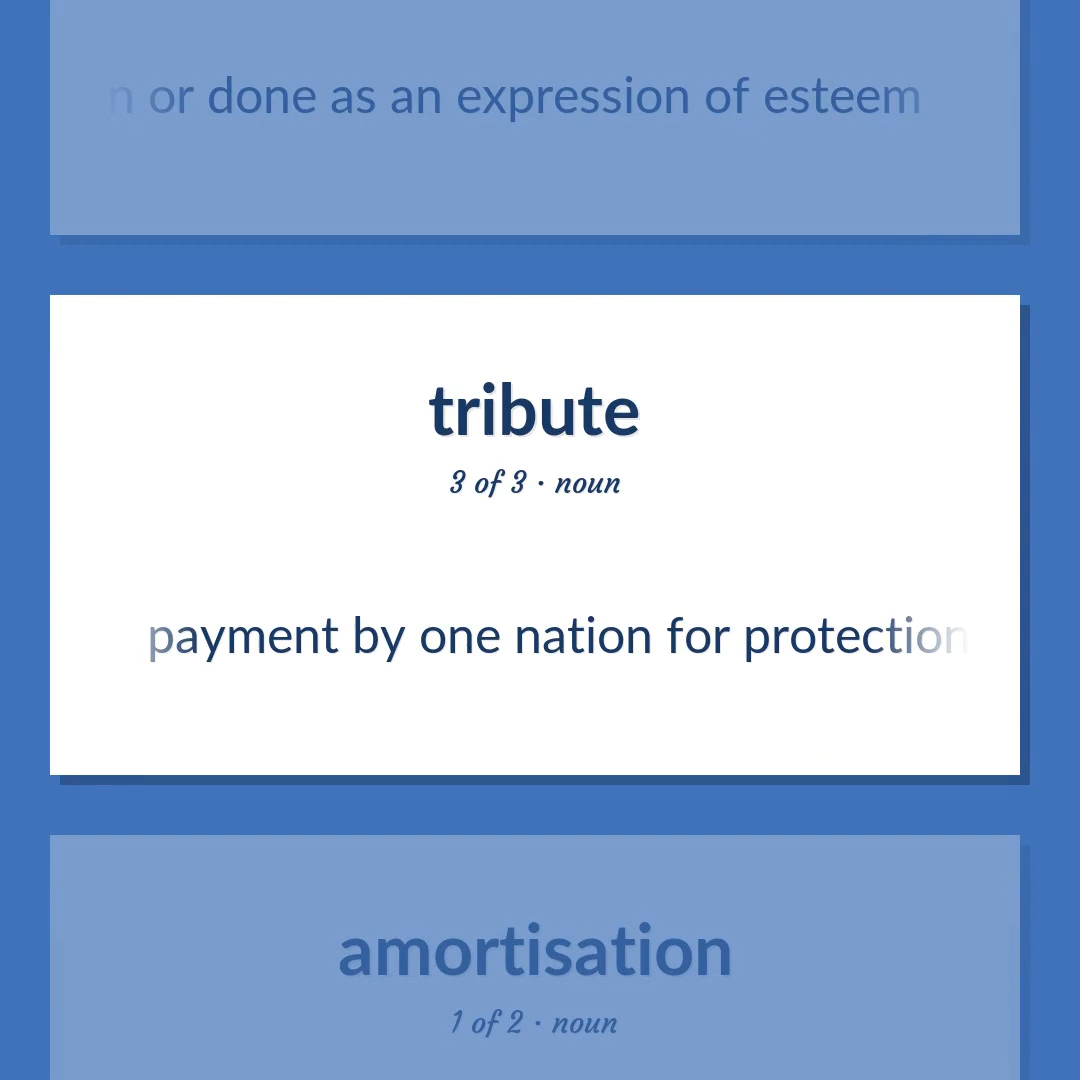 n or done as an expression of esteem
tribute
3 of 3 · noun
payment by one nation for protection
amortisation
1 of 2 · noun